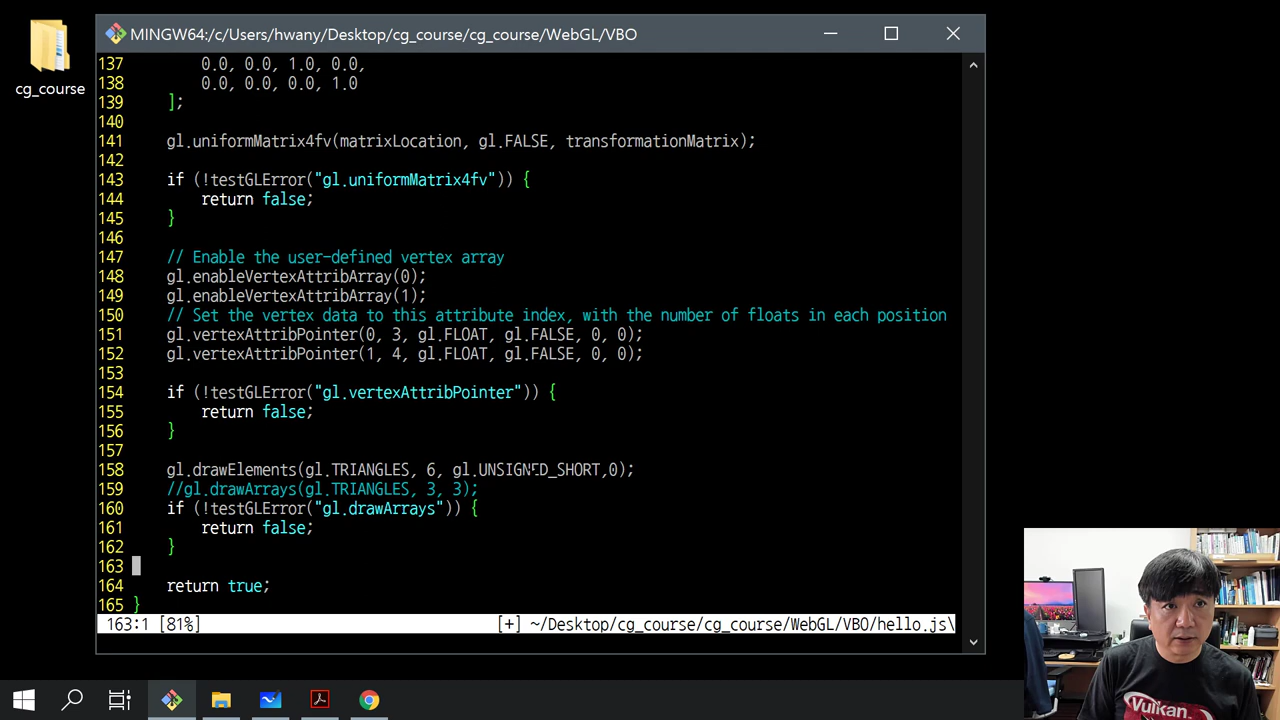 MINGW64:/c/Users/hwany/Desktop/cg_course/cg_course/WebGL/VBO
cg_course
137 0.0, 0.0, 1.0, 0.0,
138 0.0, 0.0, 0.0, 1.0
139 ];
140
141 gl.uniformMatrix4fv(matrixLocation, gl.FALSE, transformationMatrix);
142
143 if (!testGLError("gl.uniformMatrix4fv")) {
144 return false;
145 }
146
147 // Enable the user-defined vertex array
148 gl.enableVertexAttribArray(0);
149 gl.enableVertexAttribArray(1);
150 // Set the vertex data to this attribute index, with the number of floats in each position
151 gl.vertexAttribPointer(0, 3, gl.FLOAT, gl.FALSE, 0, 0);
152 gl.vertexAttribPointer(1, 4, gl.FLOAT, gl.FALSE, 0, 0);
153
154 if (!testGLError("gl.vertexAttribPointer")) {
155 return false;
156 }
157
158 gl.drawElements(gl.TRIANGLES, 6, gl.UNSIGNED_SHORT,0);
159 //gl.drawArrays(gl.TRIANGLES, 3, 3);
160 if (!testGLError("gl.drawArrays")) {
161 return false;
162 }
163
164 return true;
165 }
163:1 [81%] [+] ~/Desktop/cg_course/cg_course/WebGL/VBO/hello.js\
Vulkan